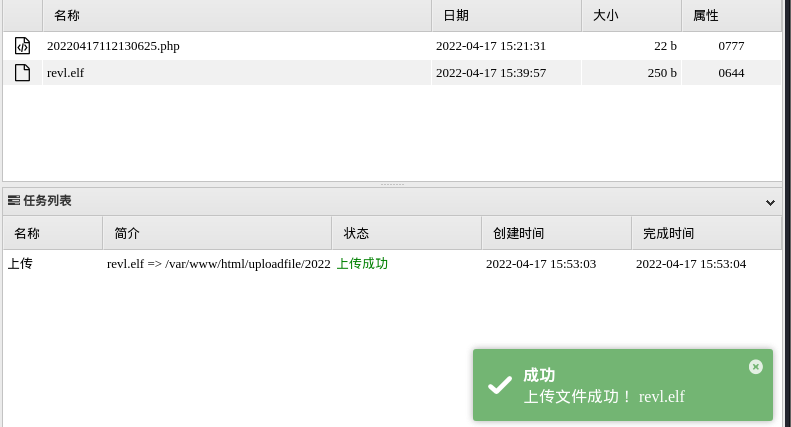 名称 日期 大小 属性
20220417112130625.php 2022-04-17 15:21:31 22 b 0777
revl.elf 2022-04-17 15:39:57 250 b 0644
任务列表
名称 简介 状态 创建时间 完成时间
上传 revl.elf => /var/www/html/uploadfile/2022 上传成功 2022-04-17 15:53:03 2022-04-17 15:53:04
成功
上传文件成功！ revl.elf